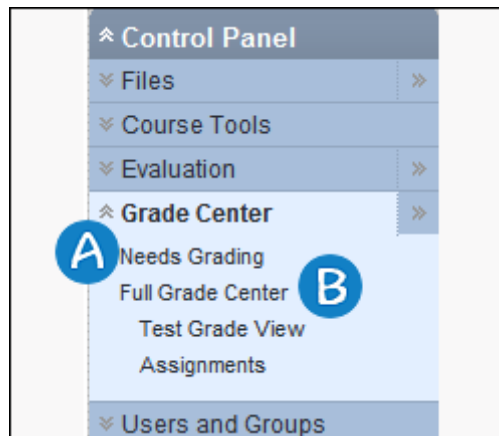 Control Panel
Files
Course Tools
Evaluation
Grade Center
A Needs Grading
Full Grade Center B
Test Grade View
Assignments
Users and Groups